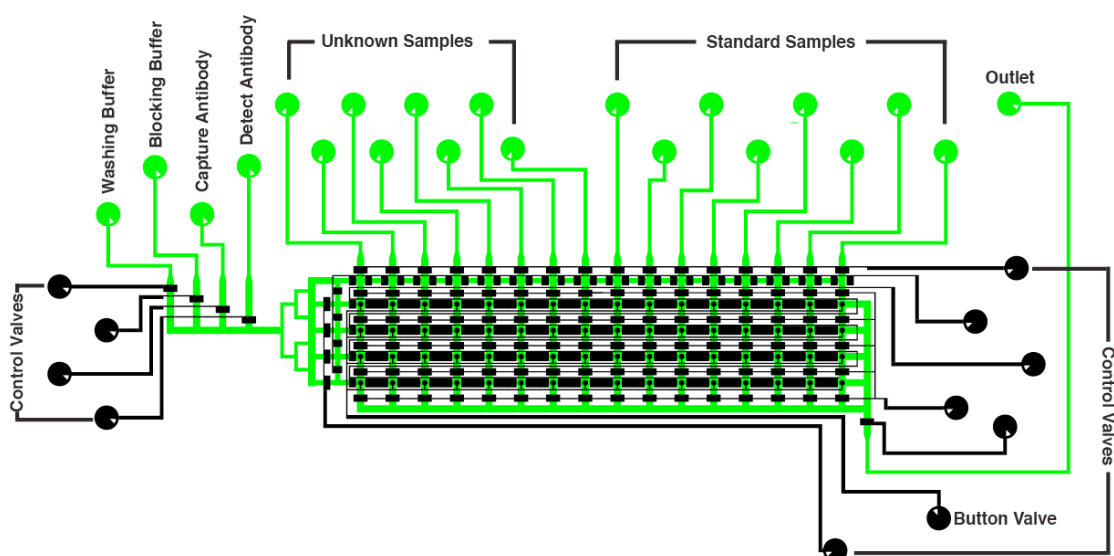 Unknown Samples
Standard Samples
Outlet
Washing Buffer
Blocking Buffer
Capture Antibody
Detect Antibody
Control Valves
Control Valves
Button Valve